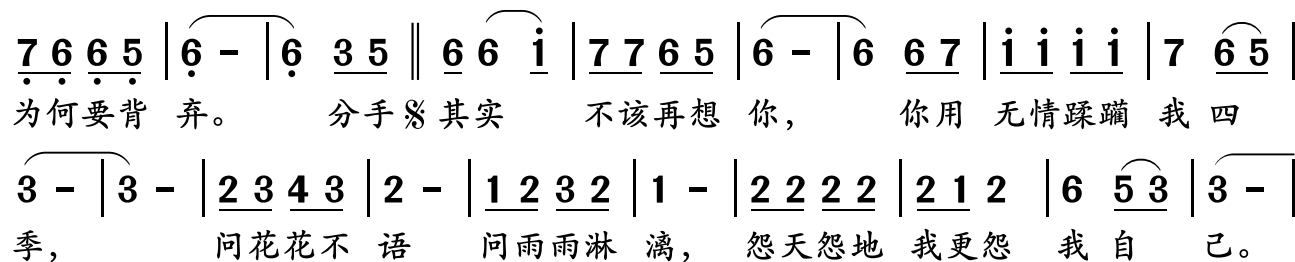 7 6 6 5 | 6 - | 6 3 5 || 6 6 i | 7 7 6 5 | 6 - | 6 6 7 | i i i i | 7 6 5 |
为何要背 弃。 分手 𝄋 其实 不该再想 你， 你用 无情蹂躏 我 四
3 - | 3 - | 2 3 4 3 | 2 - | 1 2 3 2 | 1 - | 2 2 2 2 | 2 1 2 | 6 5 3 | 3 - |
季， 问花花不 语 问雨雨淋 漓， 怨天怨地 我更怨 我 自 己。